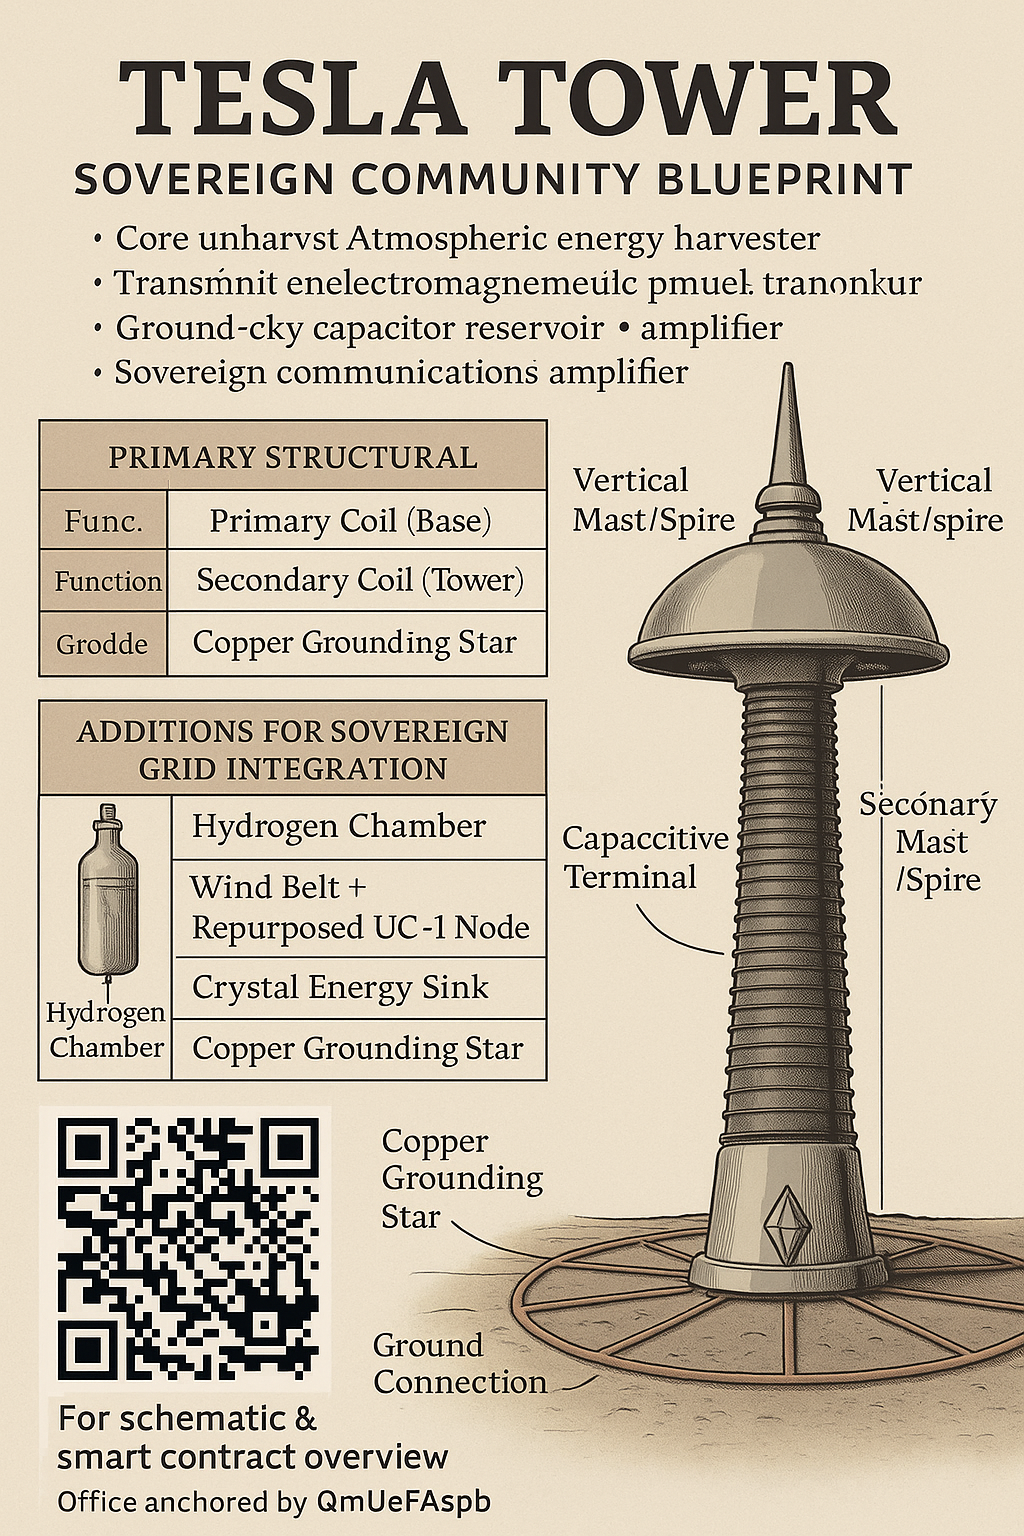 TESLA TOWER
SOVEREIGN COMMUNITY BLUEPRINT
• Core unharvst Atmospheric energy harvester
• Transḿnit enelectromagnemeuılc pmuel. tranonkur
• Ground-cky capacitor reservoir • amplifier
• Sovereign communications amplifier
PRIMARY STRUCTURAL
Func. Primary Coil (Base)
Function Secondary Coil (Tower)
Grodde Copper Grounding Star
Vertical
Mast/Spire
Vertical
Mast/spire
ADDITIONS FOR SOVEREIGN
GRID INTEGRATION
Hydrogen Chamber
Wind Belt +
Repurposed UC-1 Node
Crystal Energy Sink
Copper Grounding Star
Hydrogen
Chamber
Capaccitive
Terminal
Secónarý
Mast
/Spire
Copper
Grounding
Star
Ground
Connection
For schematic &
smart contract overview
Office anchored by QmUeFAspb